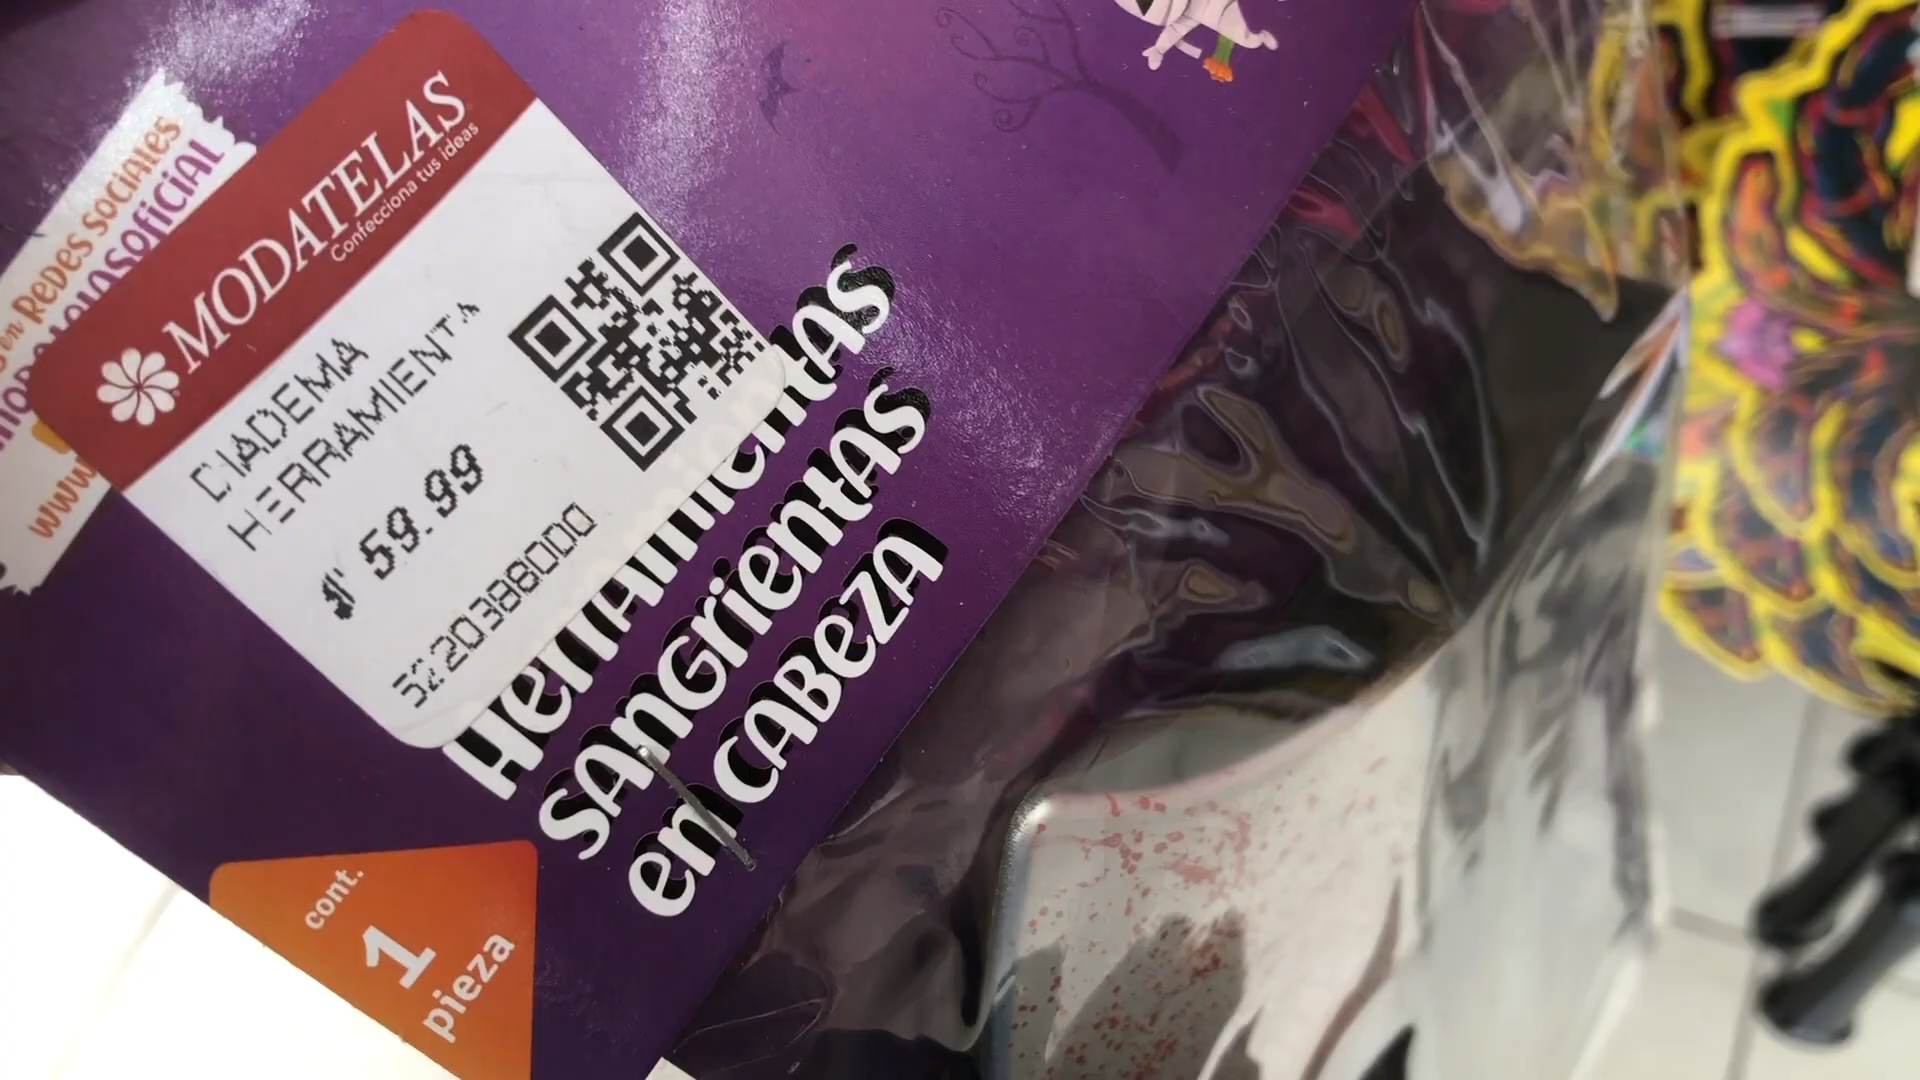 en Redes sociales
MODATELAS
Confecciona tus ideas
DIADEMA
HERRAMIENTA
$ 59.99
5220388000
Herramientas
SANGrientAS
en CABeZA
cont.
1
pieza
www.